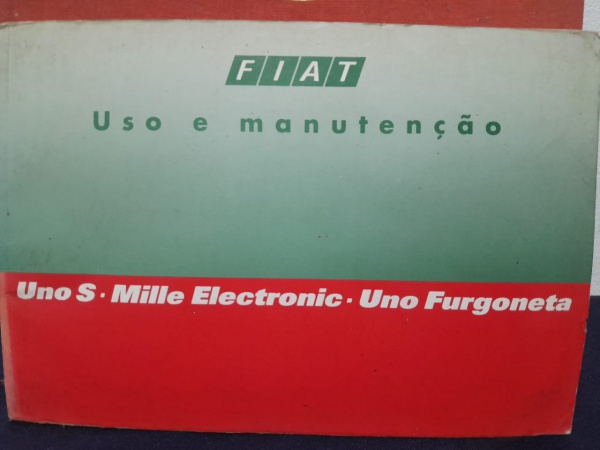 FIAT
Uso e manutenção
Uno S · Mille Electronic · Uno Furgoneta